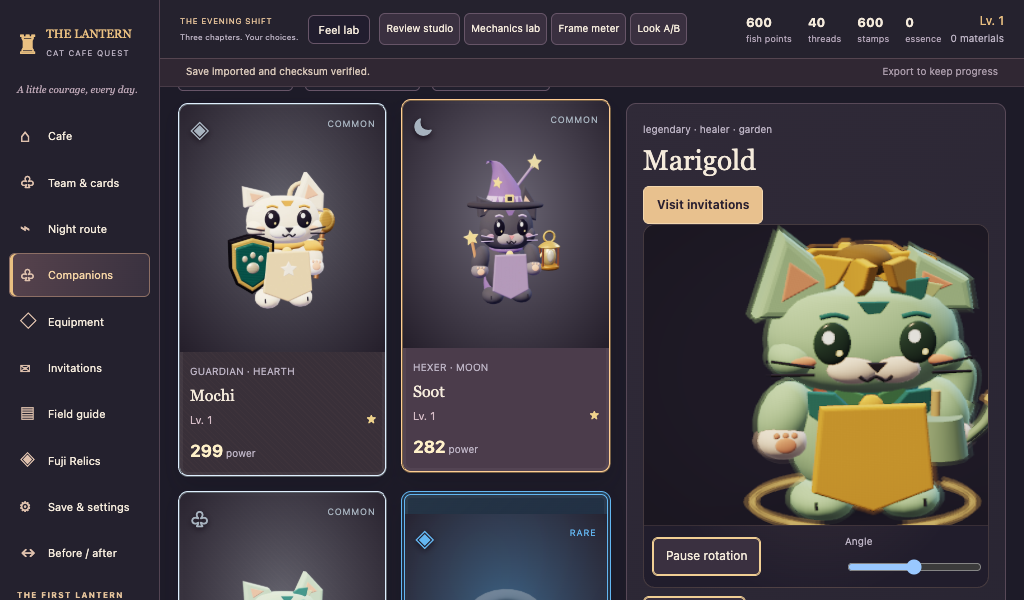 THE LANTERN
CAT CAFE QUEST
A little courage, every day.
Cafe
Team & cards
Night route
Companions
Equipment
Invitations
Field guide
Fuji Relics
Save & settings
Before / after
THE FIRST LANTERN
THE EVENING SHIFT
Three chapters. Your choices.
Feel lab
Review studio
Mechanics lab
Frame meter
Look A/B
600
fish points
40
threads
600
stamps
0
essence
Lv. 1
0 materials
Save imported and checksum verified.
Export to keep progress
COMMON
GUARDIAN · HEARTH
Mochi
Lv. 1
299 power
COMMON
HEXER · MOON
Soot
Lv. 1
282 power
COMMON
RARE
legendary · healer · garden
Marigold
Visit invitations
Pause rotation
Angle